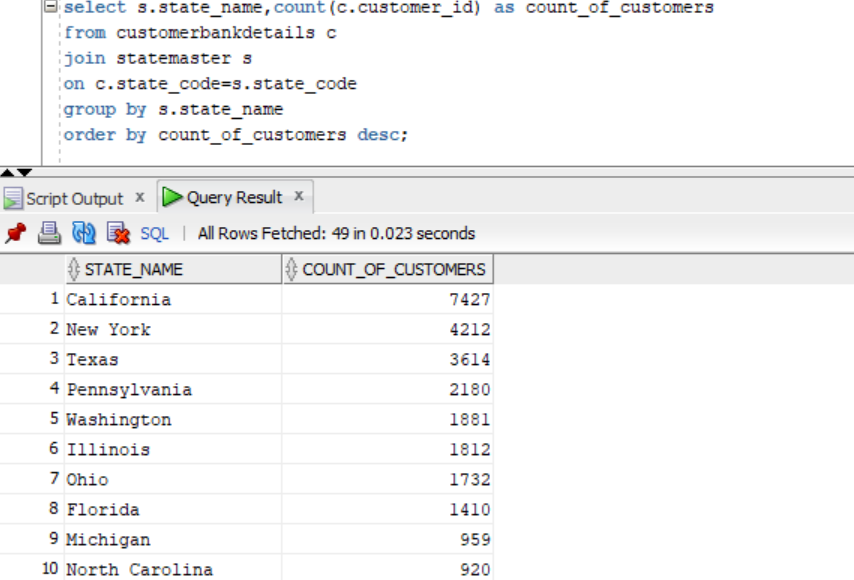 select s.state_name,count(c.customer_id) as count_of_customers
from customerbankdetails c
join statemaster s
on c.state_code=s.state_code
group by s.state_name
order by count_of_customers desc;
Script Output x Query Result x
SQL | All Rows Fetched: 49 in 0.023 seconds
STATE_NAME COUNT_OF_CUSTOMERS
1 California 7427
2 New York 4212
3 Texas 3614
4 Pennsylvania 2180
5 Washington 1881
6 Illinois 1812
7 Ohio 1732
8 Florida 1410
9 Michigan 959
10 North Carolina 920